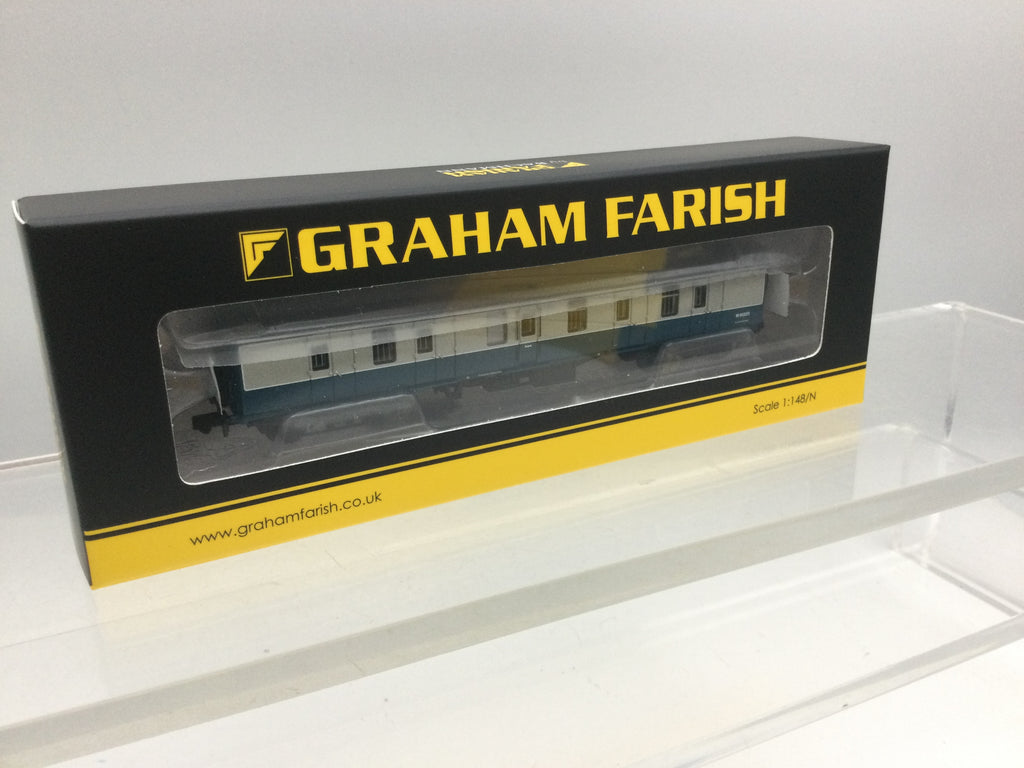 GRAHAM FARISH
Scale 1:148/N
www.grahamfarish.co.uk